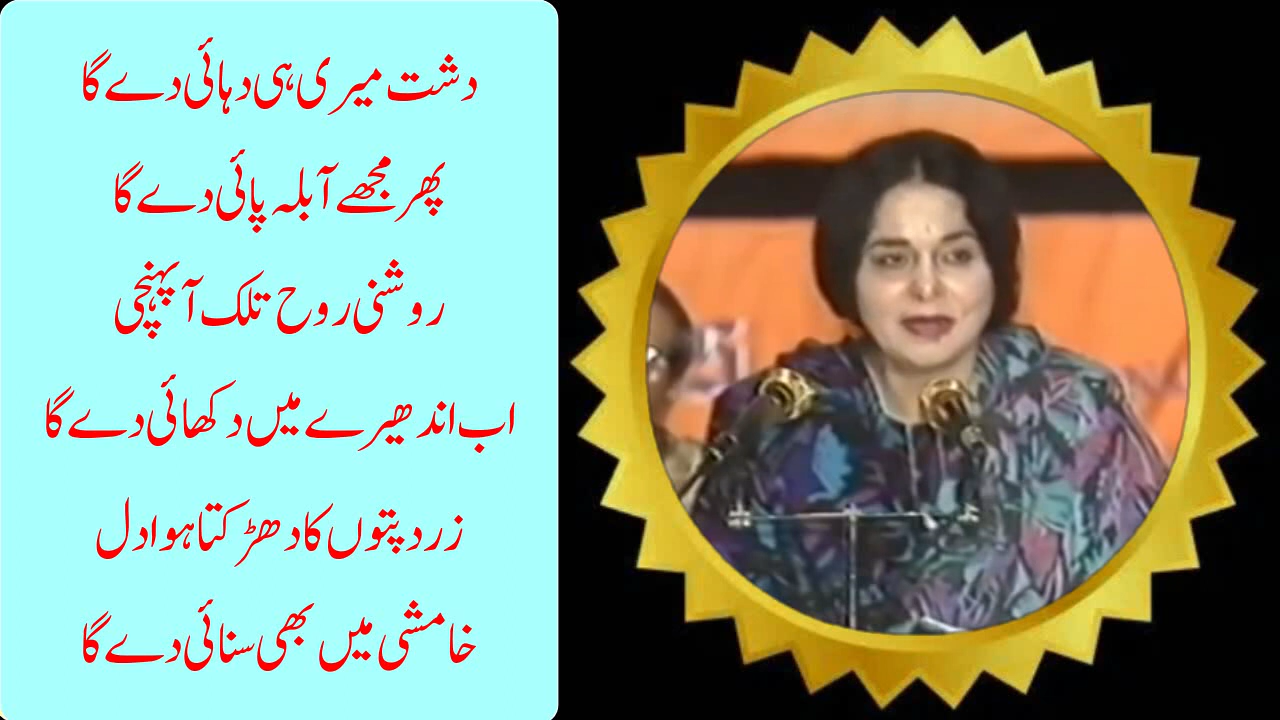 دشت میری ہی دہائی دے گا
پھر مجھے آبلہ پائی دے گا
روشنی روح تلک آ پہنچی
اب اندھیرے میں دکھائی دے گا
زرد پتوں کا دھڑکتا ہوا دل
خامشی میں بھی سنائی دے گا